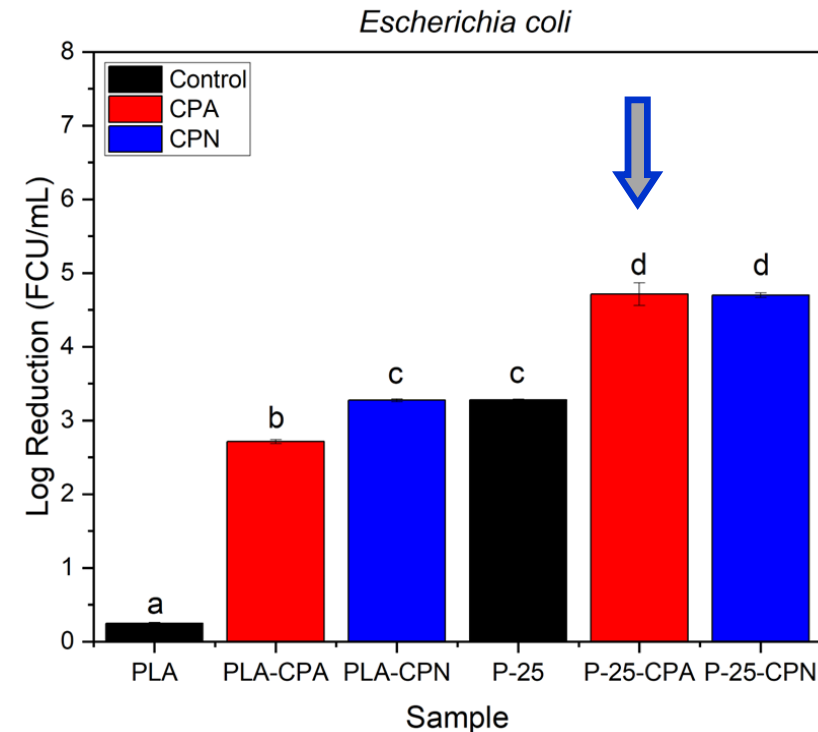 Escherichia coli
8
7
6
5
4
3
2
1
0
Log Reduction (FCU/mL)
Control
CPA
CPN
a
b
c
c
d
d
PLA
PLA-CPA
PLA-CPN
P-25
P-25-CPA
P-25-CPN
Sample